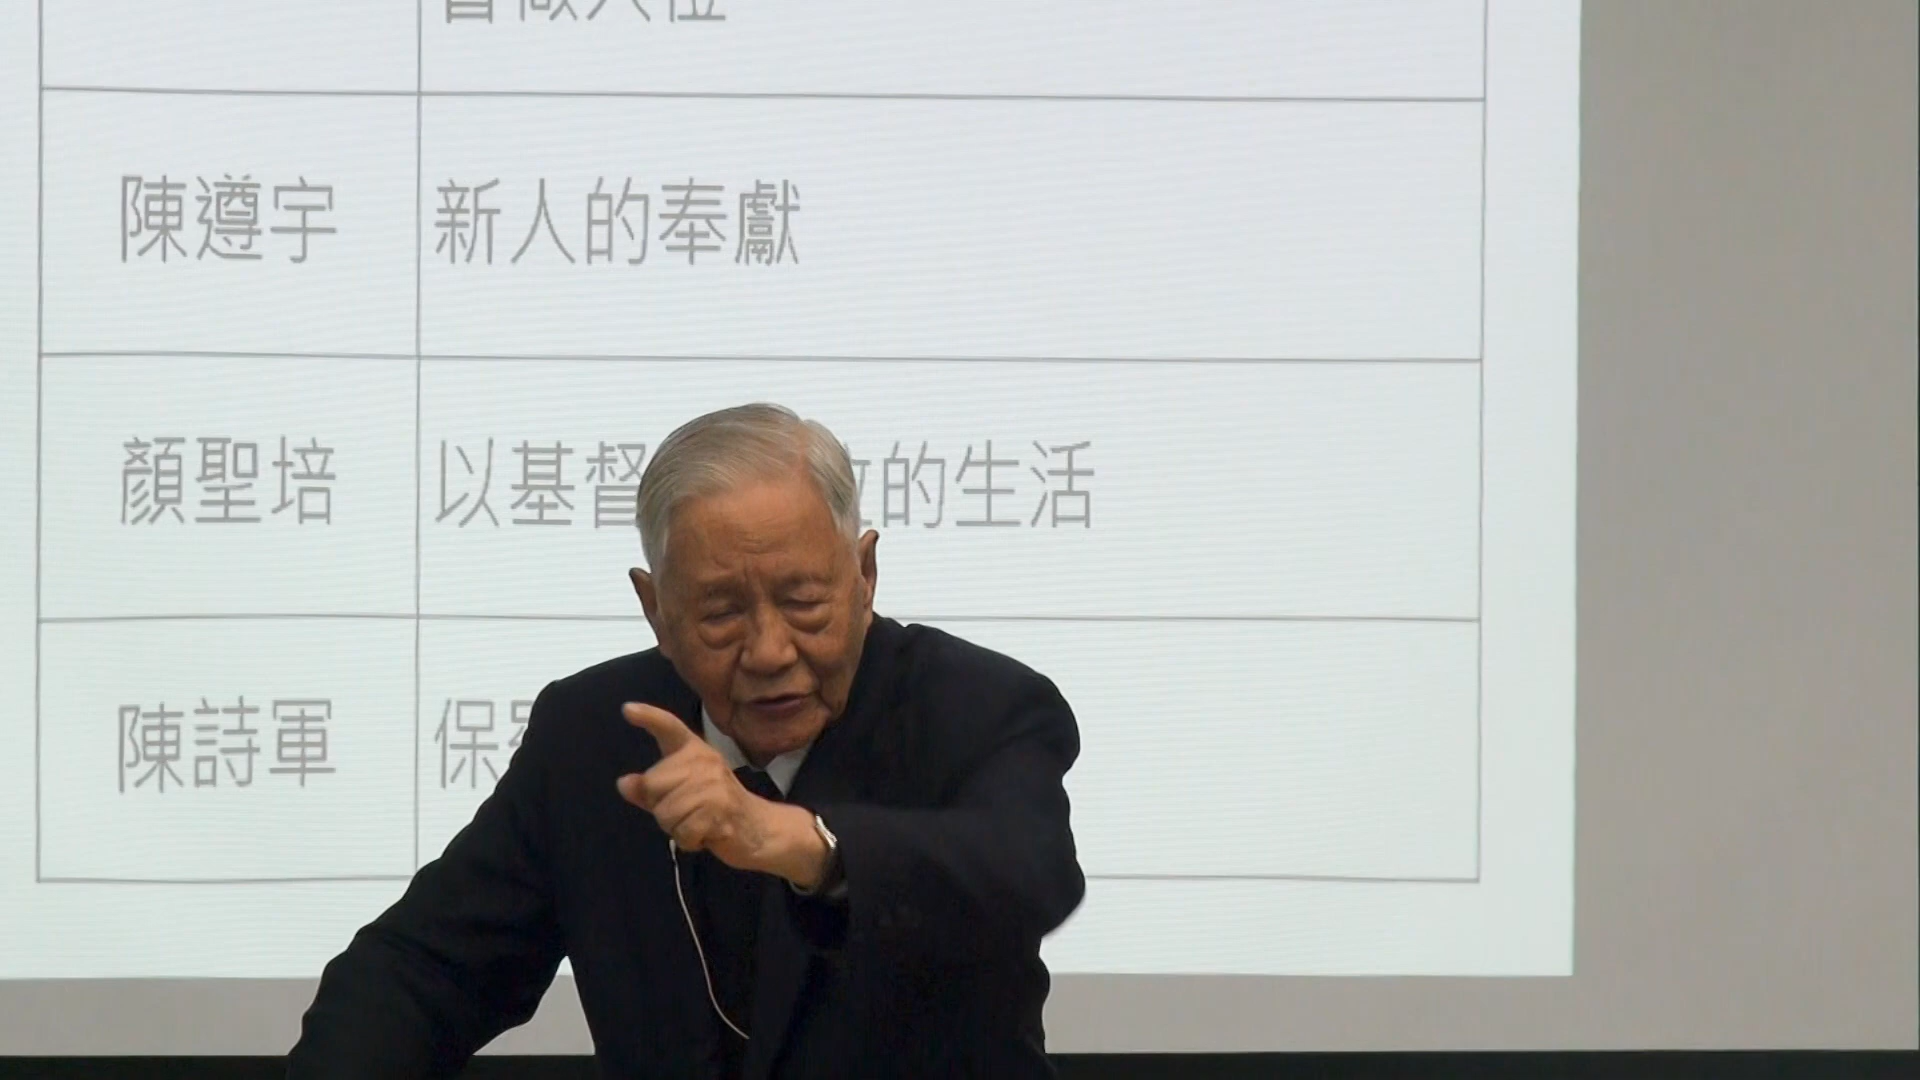 陳遵宇 新人的奉獻
顏聖培 以基督 位的生活
陳詩軍 保